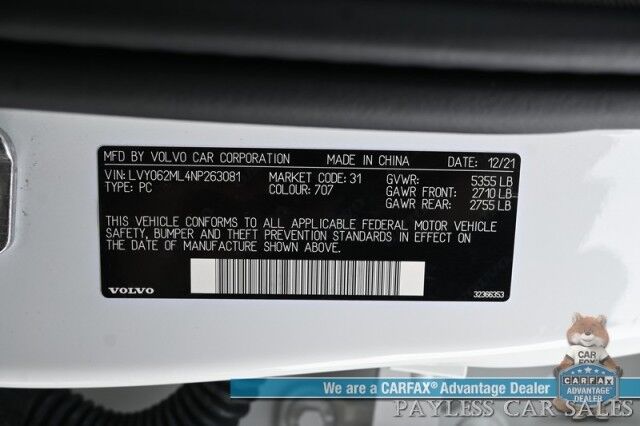 MFD BY VOLVO CAR CORPORATION MADE IN CHINA DATE: 12/21
VIN: LVY062ML4NP263081 MARKET CODE: 31 GVWR: 5355 LB
TYPE: PC COLOUR: 707 GAWR FRONT: 2710 LB
GAWR REAR: 2755 LB
THIS VEHICLE CONFORMS TO ALL APPLICABLE FEDERAL MOTOR VEHICLE
SAFETY, BUMPER AND THEFT PREVENTION STANDARDS IN EFFECT ON THE
DATE OF MANUFACTURE SHOWN ABOVE.
VOLVO 32366353
CAR
FOX
CARFAX
ADVANTAGE
DEALER
We are a CARFAX® Advantage Dealer
PAYLESS CAR SALES